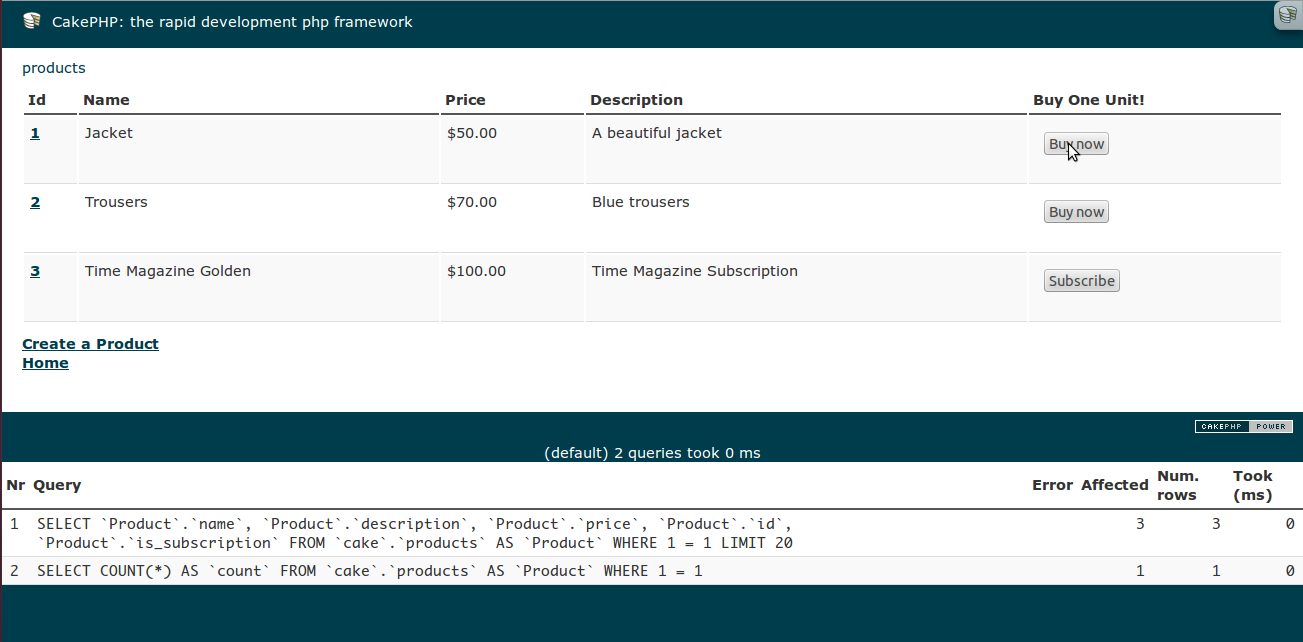 CakePHP: the rapid development php framework
products
Id Name Price Description Buy One Unit!
1 Jacket $50.00 A beautiful jacket Buy now
2 Trousers $70.00 Blue trousers Buy now
3 Time Magazine Golden $100.00 Time Magazine Subscription Subscribe
Create a Product
Home
CAKEPHP POWER
(default) 2 queries took 0 ms
Nr Query Error Affected Num. rows Took (ms)
1 SELECT `Product`.`name`, `Product`.`description`, `Product`.`price`, `Product`.`id`, 3 3 0
`Product`.`is_subscription` FROM `cake`.`products` AS `Product` WHERE 1 = 1 LIMIT 20
2 SELECT COUNT(*) AS `count` FROM `cake`.`products` AS `Product` WHERE 1 = 1 1 1 0